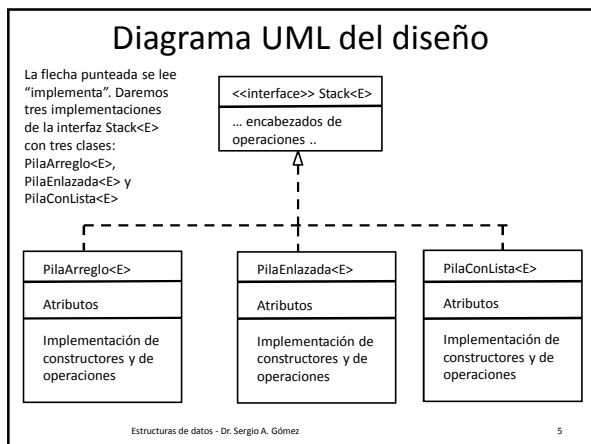 Diagrama UML del diseño
La flecha punteada se lee
“implementa”. Daremos
tres implementaciones
de la interfaz Stack<E>
con tres clases:
PilaArreglo<E>,
PilaEnlazada<E> y
PilaConLista<E>
<<interface>> Stack<E>
... encabezados de
operaciones ..
PilaArreglo<E>
Atributos
Implementación de
constructores y de
operaciones
PilaEnlazada<E>
Atributos
Implementación de
constructores y de
operaciones
PilaConLista<E>
Atributos
Implementación de
constructores y de
operaciones
Estructuras de datos - Dr. Sergio A. Gómez
5